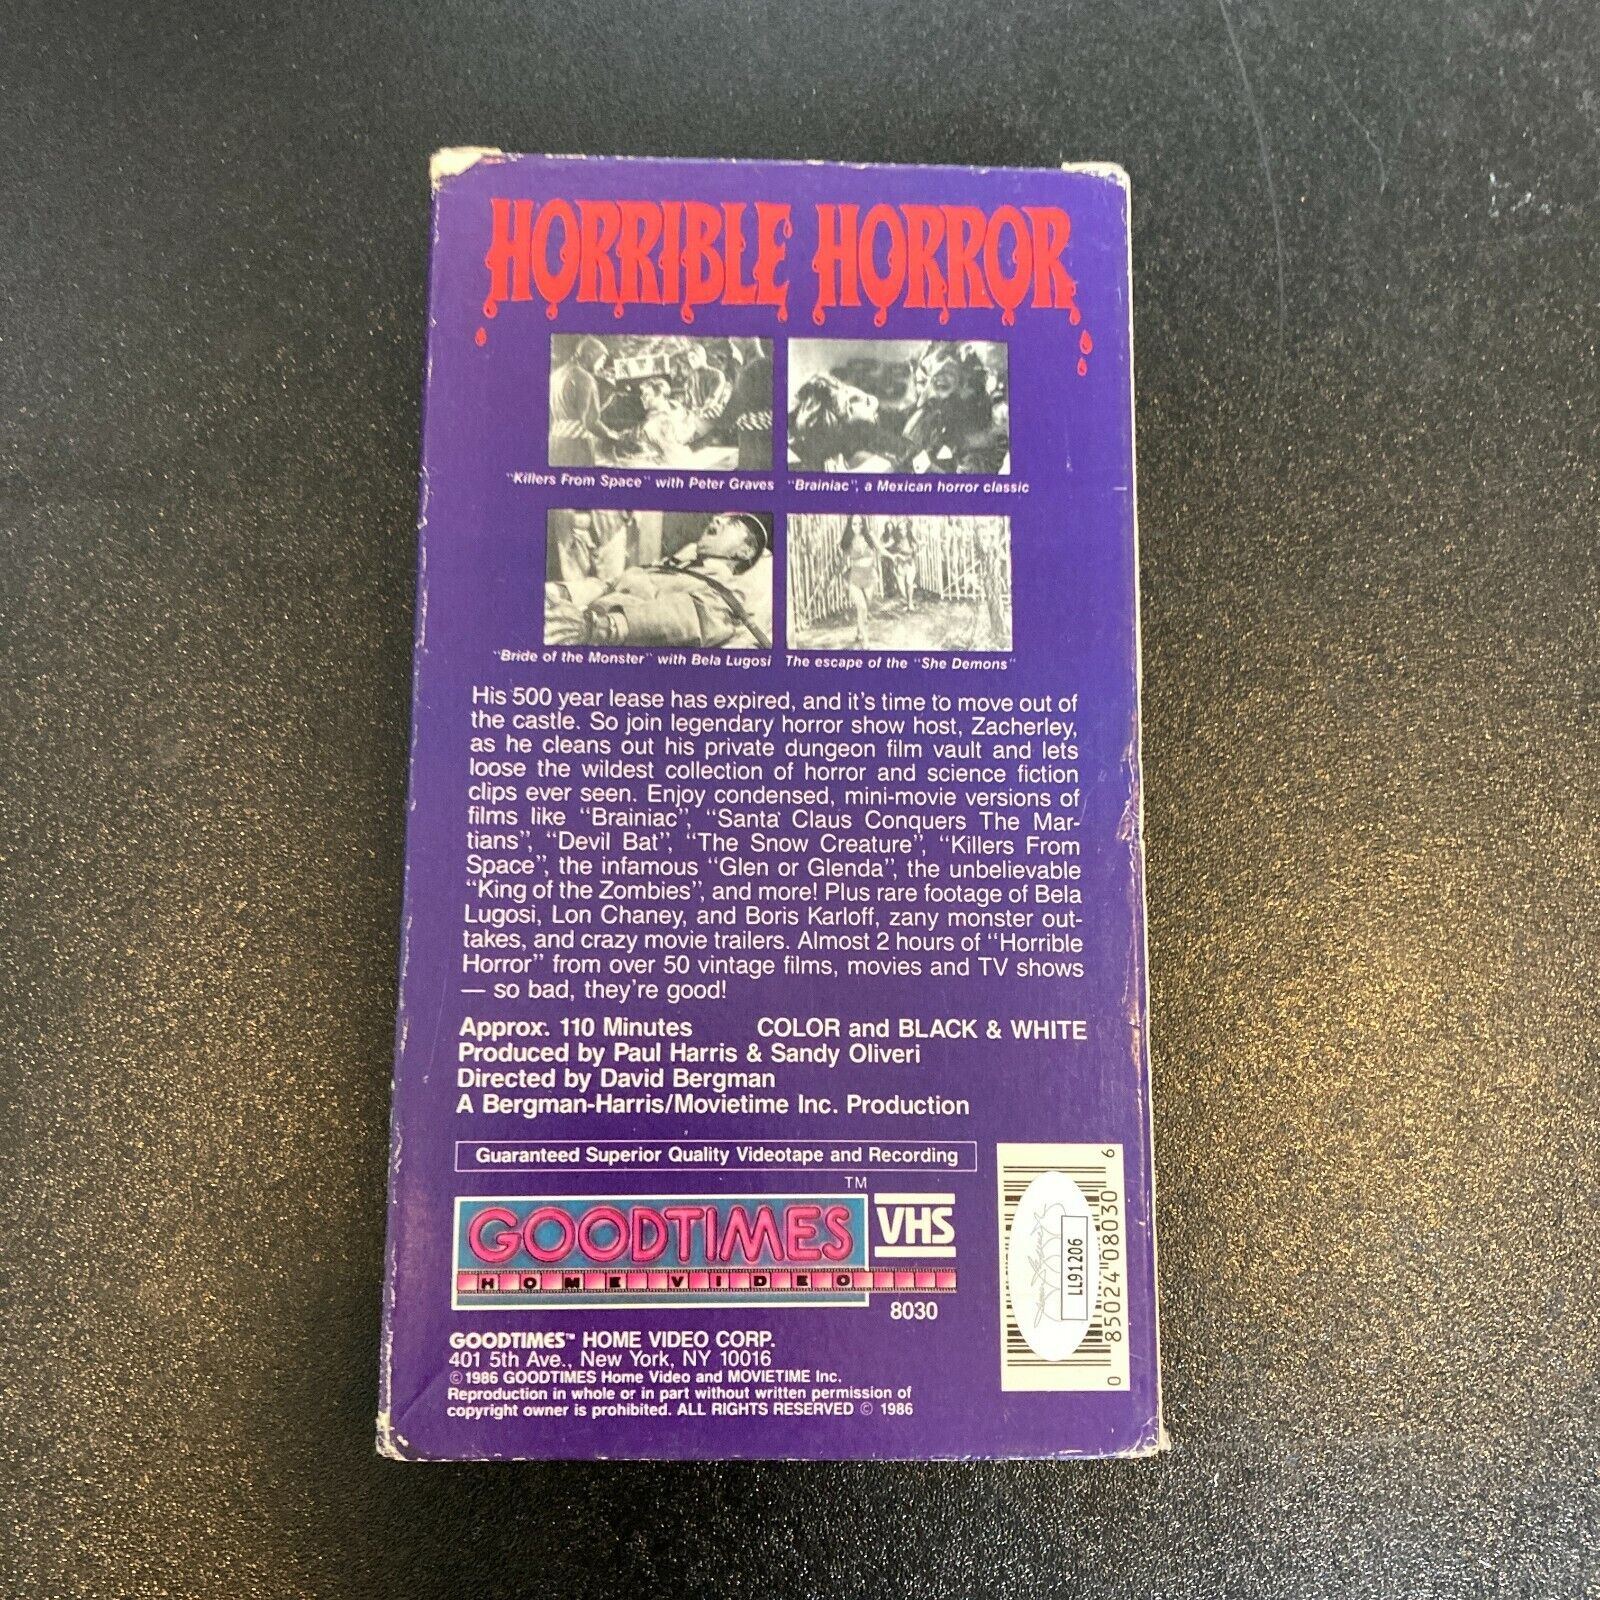 HORRIBLE HORROR
"Killers From Space" with Peter Graves
"Brainiac", a Mexican horror classic
"Bride of the Monster" with Bela Lugosi
The escape of the "She Demons"
His 500 year lease has expired, and it's time to move out of
the castle. So join legendary horror show host, Zacherley,
as he cleans out his private dungeon film vault and lets
loose the wildest collection of horror and science fiction
clips ever seen. Enjoy condensed, mini-movie versions of
films like "Brainiac", "Santa Claus Conquers The Mar-
tians", "Devil Bat", "The Snow Creature", "Killers From
Space", the infamous "Glen or Glenda", the unbelievable
"King of the Zombies", and more! Plus rare footage of Bela
Lugosi, Lon Chaney, and Boris Karloff, zany monster out-
takes, and crazy movie trailers. Almost 2 hours of "Horrible
Horror" from over 50 vintage films, movies and TV shows
— so bad, they're good!
Approx. 110 Minutes COLOR and BLACK & WHITE
Produced by Paul Harris & Sandy Oliveri
Directed by David Bergman
A Bergman-Harris/Movietime Inc. Production
Guaranteed Superior Quality Videotape and Recording
TM
GOODTIMES
HOME VIDEO
VHS
8030
GOODTIMES™ HOME VIDEO CORP.
401 5th Ave., New York, NY 10016
©1986 GOODTIMES Home Video and MOVIETIME Inc.
Reproduction in whole or in part without written permission of
copyright owner is prohibited. ALL RIGHTS RESERVED © 1986
LL91206
0 85024 08030 6